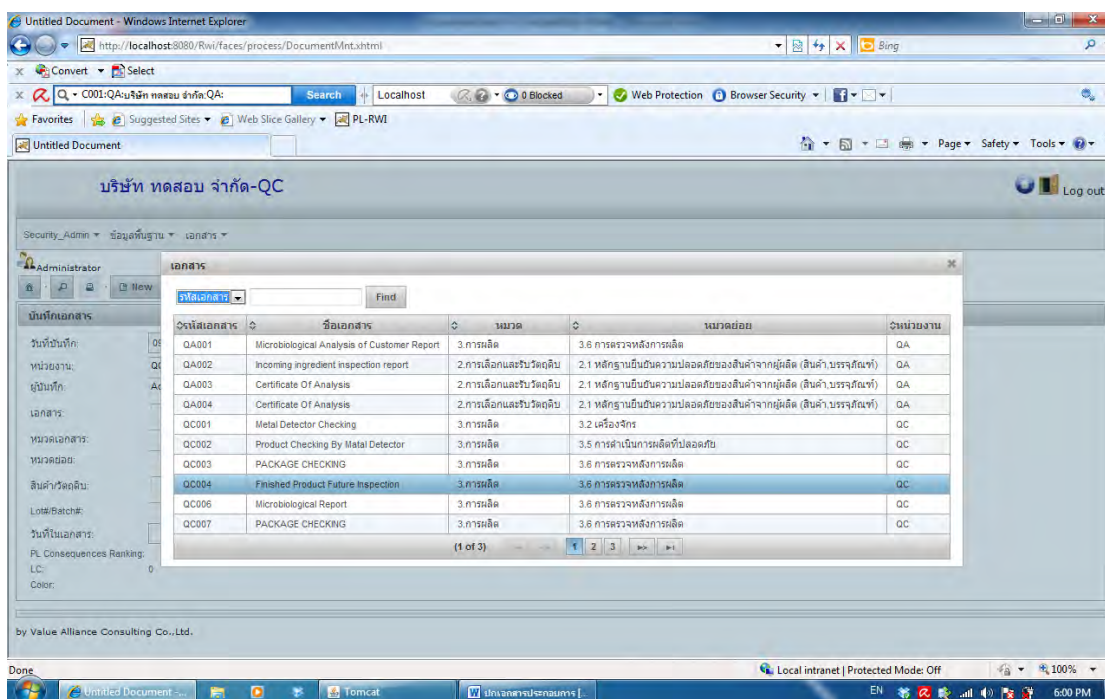 Untitled Document - Windows Internet Explorer
http://localhost:8080/Rwi/faces/process/DocumentMnt.xhtml
Bing
x Convert Select
x C001:QA:บริษัท ทดสอบ จำกัด:QA: Search Localhost 0 Blocked Web Protection Browser Security
Favorites Suggested Sites Web Slice Gallery PL-RWI
Untitled Document Page Safety Tools
บริษัท ทดสอบ จำกัด-QC Log out
Security_Admin ข้อมูลพื้นฐาน เอกสาร
Administrator
New
เอกสาร
รหัสเอกสาร Find
บันทึกเอกสาร
วันที่บันทึก:
หน่วยงาน:
ผู้บันทึก:
เอกสาร:
หมวดเอกสาร:
หมวดย่อย:
สินค้า/วัตถุดิบ:
Lot#/Batch#:
วันที่ในเอกสาร:
PL Consequences Ranking:
LC: 0
Color:
รหัสเอกสาร ชื่อเอกสาร หมวด หมวดย่อย หน่วยงาน
QA001 Microbiological Analysis of Customer Report 3.การผลิต 3.6 การตรวจหลังการผลิต QA
QA002 Incoming ingredient inspection report 2.การเลือกและรับวัตถุดิบ 2.1 หลักฐานยืนยันความปลอดภัยของสินค้าจากผู้ผลิต (สินค้า,บรรจุภัณฑ์) QA
QA003 Certificate Of Analysis 2.การเลือกและรับวัตถุดิบ 2.1 หลักฐานยืนยันความปลอดภัยของสินค้าจากผู้ผลิต (สินค้า,บรรจุภัณฑ์) QA
QA004 Certificate Of Analysis 2.การเลือกและรับวัตถุดิบ 2.1 หลักฐานยืนยันความปลอดภัยของสินค้าจากผู้ผลิต (สินค้า,บรรจุภัณฑ์) QA
QC001 Metal Detector Checking 3.การผลิต 3.2 เครื่องจักร QC
QC002 Product Checking By Matal Detector 3.การผลิต 3.5 การดำเนินการผลิตที่ปลอดภัย QC
QC003 PACKAGE CHECKING 3.การผลิต 3.6 การตรวจหลังการผลิต QC
QC004 Finished Product Future Inspection 3.การผลิต 3.6 การตรวจหลังการผลิต QC
QC006 Microbiological Report 3.การผลิต 3.6 การตรวจหลังการผลิต QC
QC007 PACKAGE CHECKING 3.การผลิต 3.6 การตรวจหลังการผลิต QC
(1 of 3) 1 2 3
by Value Alliance Consulting Co.,Ltd.
Done Local intranet | Protected Mode: Off 100%
Untitled Document -... Tomcat ปกเอกสารประกอบการ [... EN 6:00 PM